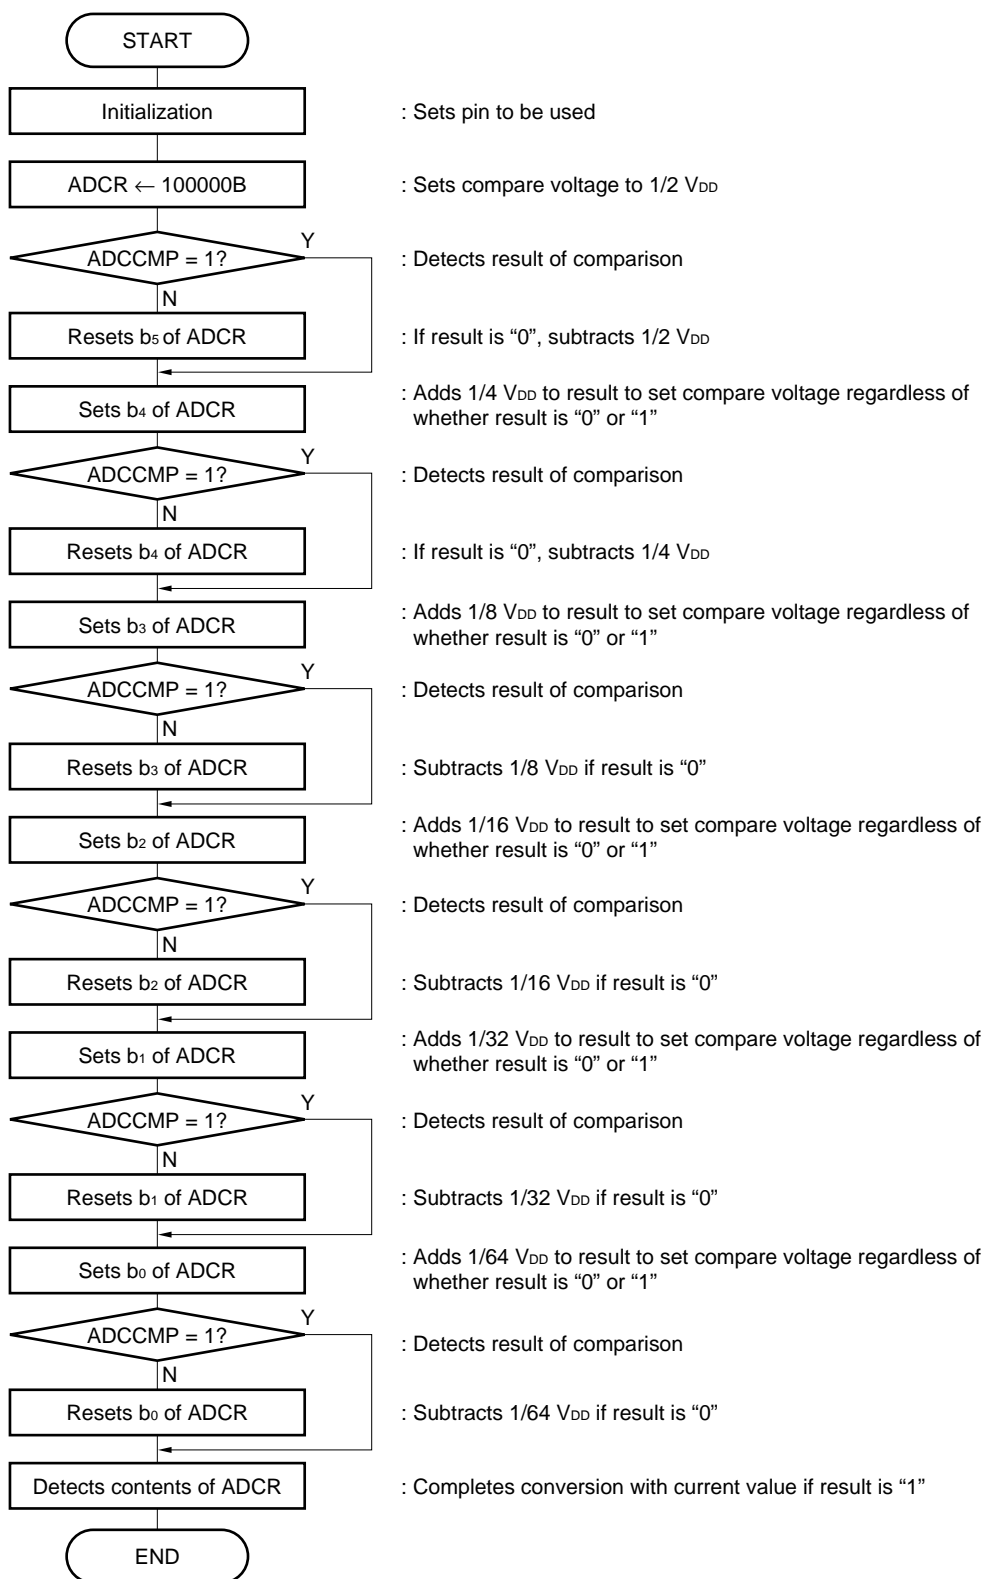 START
Initialization
: Sets pin to be used
ADCR ← 100000B
: Sets compare voltage to 1/2 VDD
Y
ADCCMP = 1?
: Detects result of comparison
N
Resets b5 of ADCR
: If result is “0”, subtracts 1/2 VDD
Sets b4 of ADCR
: Adds 1/4 VDD to result to set compare voltage regardless of
whether result is “0” or “1”
Y
ADCCMP = 1?
: Detects result of comparison
N
Resets b4 of ADCR
: If result is “0”, subtracts 1/4 VDD
Sets b3 of ADCR
: Adds 1/8 VDD to result to set compare voltage regardless of
whether result is “0” or “1”
Y
ADCCMP = 1?
: Detects result of comparison
N
Resets b3 of ADCR
: Subtracts 1/8 VDD if result is “0”
Sets b2 of ADCR
: Adds 1/16 VDD to result to set compare voltage regardless of
whether result is “0” or “1”
Y
ADCCMP = 1?
: Detects result of comparison
N
Resets b2 of ADCR
: Subtracts 1/16 VDD if result is “0”
Sets b1 of ADCR
: Adds 1/32 VDD to result to set compare voltage regardless of
whether result is “0” or “1”
Y
ADCCMP = 1?
: Detects result of comparison
N
Resets b1 of ADCR
: Subtracts 1/32 VDD if result is “0”
Sets b0 of ADCR
: Adds 1/64 VDD to result to set compare voltage regardless of
whether result is “0” or “1”
Y
ADCCMP = 1?
: Detects result of comparison
N
Resets b0 of ADCR
: Subtracts 1/64 VDD if result is “0”
Detects contents of ADCR
: Completes conversion with current value if result is “1”
END